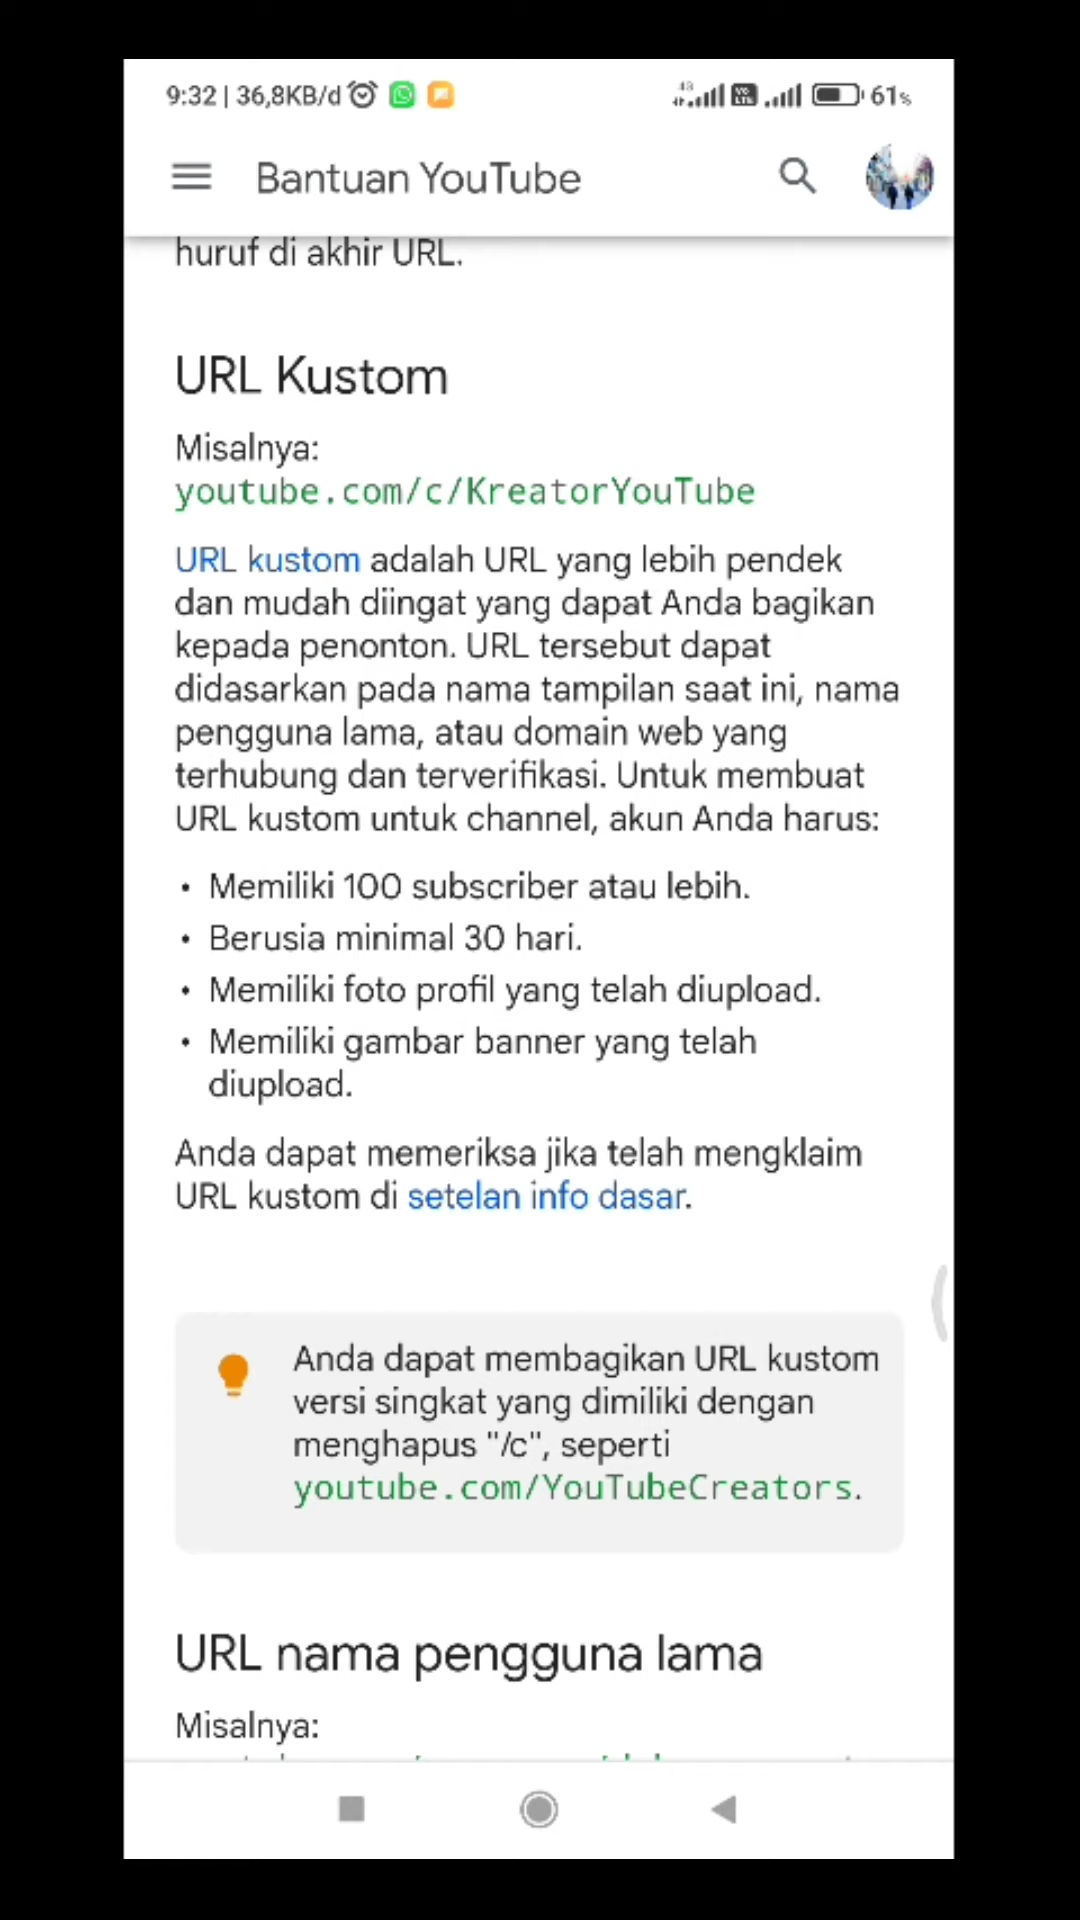 9:32 | 36,8KB/d
61%
Bantuan YouTube
huruf di akhir URL.
URL Kustom
Misalnya:
youtube.com/c/KreatorYouTube
URL kustom adalah URL yang lebih pendek
dan mudah diingat yang dapat Anda bagikan
kepada penonton. URL tersebut dapat
didasarkan pada nama tampilan saat ini, nama
pengguna lama, atau domain web yang
terhubung dan terverifikasi. Untuk membuat
URL kustom untuk channel, akun Anda harus:
• Memiliki 100 subscriber atau lebih.
• Berusia minimal 30 hari.
• Memiliki foto profil yang telah diupload.
• Memiliki gambar banner yang telah
diupload.
Anda dapat memeriksa jika telah mengklaim
URL kustom di setelan info dasar.
Anda dapat membagikan URL kustom
versi singkat yang dimiliki dengan
menghapus "/c", seperti
youtube.com/YouTubeCreators.
URL nama pengguna lama
Misalnya: